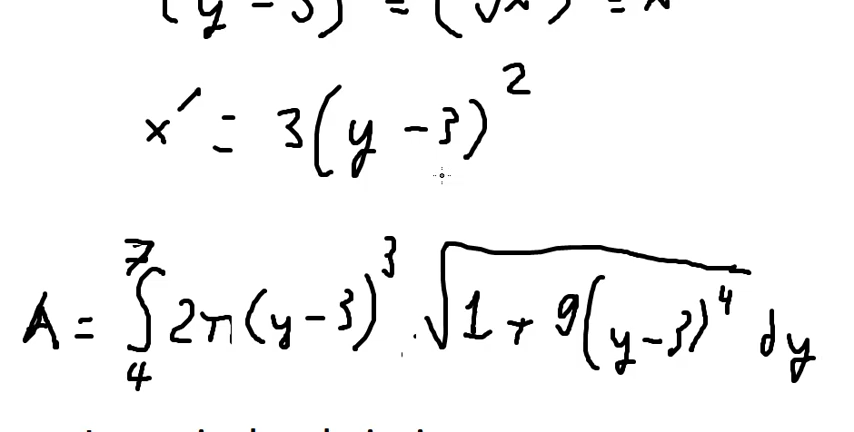 x′ = 3(y − 3)²
A = ∫₄⁷ 2π(y − 3)³ · √(1 + 9(y − 3)⁴) dy